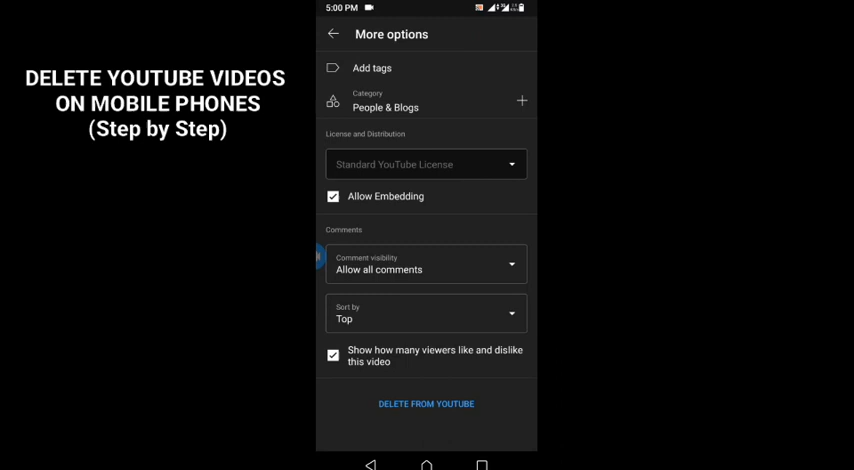 5:00 PM
More options
DELETE YOUTUBE VIDEOS
ON MOBILE PHONES
(Step by Step)
Add tags
Category
People & Blogs
License and Distribution
Standard YouTube License
Allow Embedding
Comments
Comment visibility
Allow all comments
Sort by
Top
Show how many viewers like and dislike
this video
DELETE FROM YOUTUBE